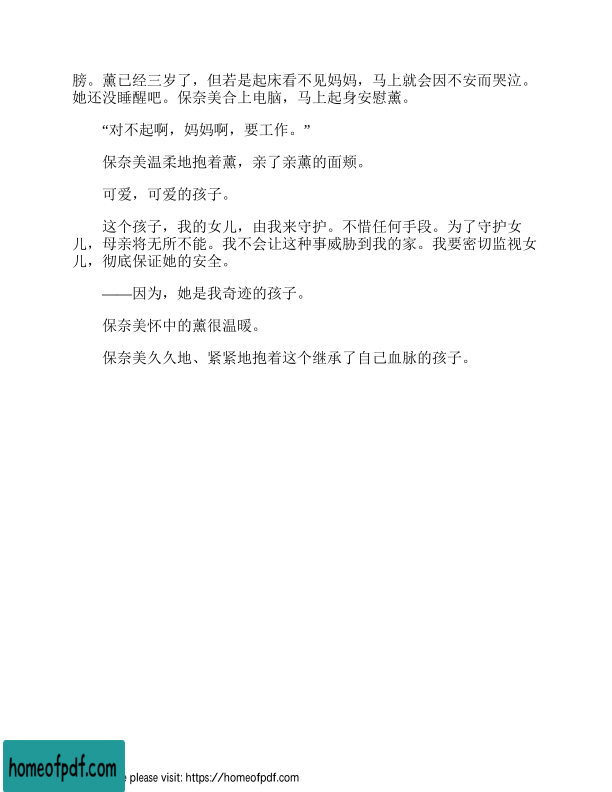 膀。薰已经三岁了，但若是起床看不见妈妈，马上就会因不安而哭泣。
她还没睡醒吧。保奈美合上电脑，马上起身安慰薰。
“对不起啊，妈妈啊，要工作。”
保奈美温柔地抱着薰，亲了亲薰的面颊。
可爱，可爱的孩子。
这个孩子，我的女儿，由我来守护。不惜任何手段。为了守护女
儿，母亲将无所不能。我不会让这种事威胁到我的家。我要密切监视女
儿，彻底保证她的安全。
——因为，她是我奇迹的孩子。
保奈美怀中的薰很温暖。
保奈美久久地、紧紧地抱着这个继承了自己血脉的孩子。
homeofpdf.com
please visit: https://homeofpdf.com